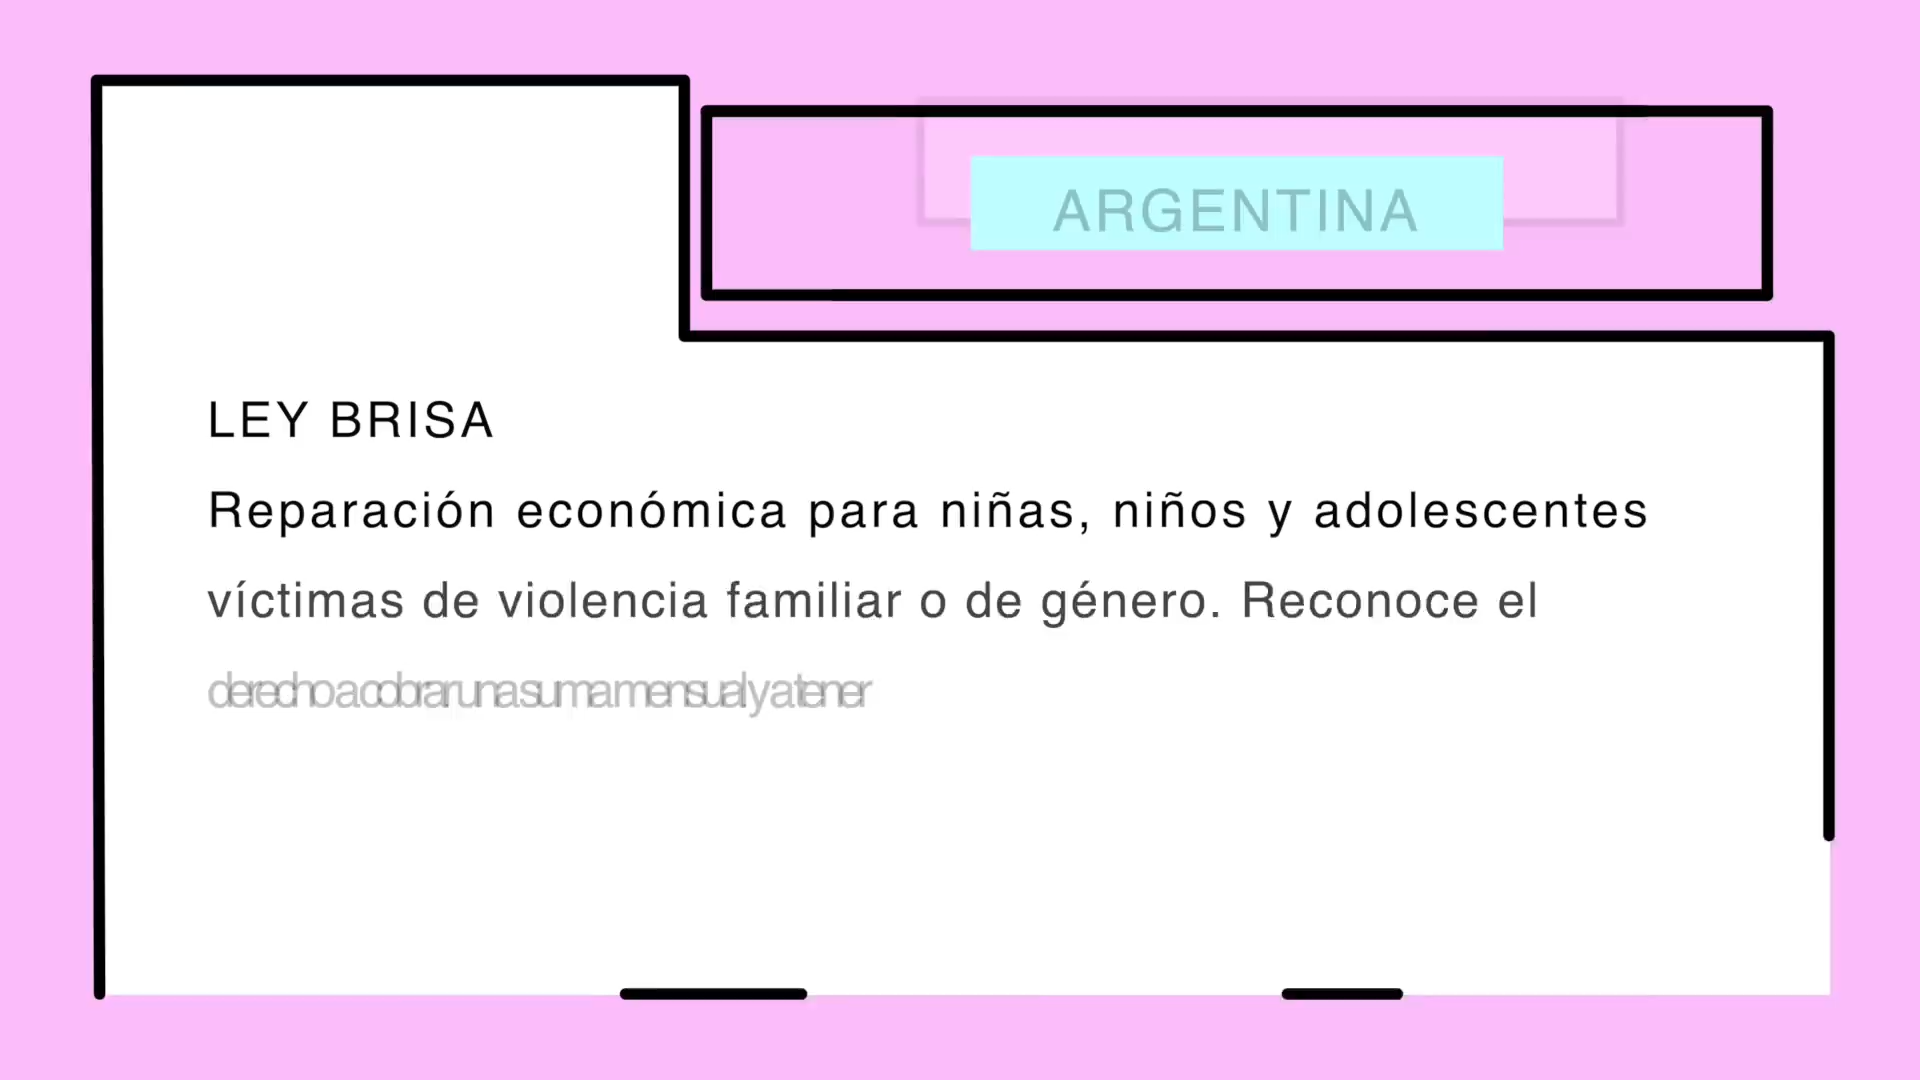 ARGENTINA
LEY BRISA
Reparación económica para niñas, niños y adolescentes
víctimas de violencia familiar o de género. Reconoce el
derecho a cobrar una suma mensual y a tener